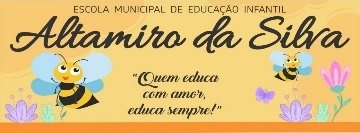 ESCOLA MUNICIPAL DE EDUCAÇÃO INFANTIL
Altamiro da Silva
"Quem educa
com amor,
educa sempre!"